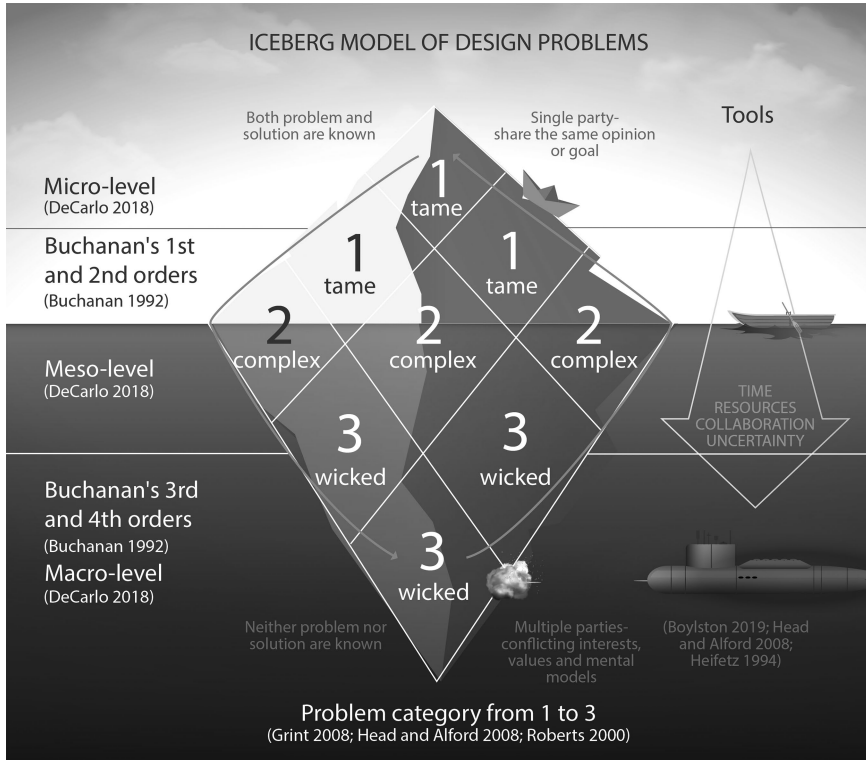 ICEBERG MODEL OF DESIGN PROBLEMS
Both problem and
solution are known
Single party-
share the same opinion
or goal
Tools
Micro-level
(DeCarlo 2018)
1
tame
Buchanan's 1st
and 2nd orders
(Buchanan 1992)
1
tame
1
tame
2
complex
2
complex
2
complex
Meso-level
(DeCarlo 2018)
TIME
RESOURCES
COLLABORATION
UNCERTAINTY
3
wicked
3
wicked
Buchanan's 3rd
and 4th orders
(Buchanan 1992)
Macro-level
(DeCarlo 2018)
3
wicked
Neither problem nor
solution are known
Multiple parties-
conflicting interests,
values and mental
models
(Boylston 2019; Head
and Alford 2008;
Heifetz 1994)
Problem category from 1 to 3
(Grint 2008; Head and Alford 2008; Roberts 2000)